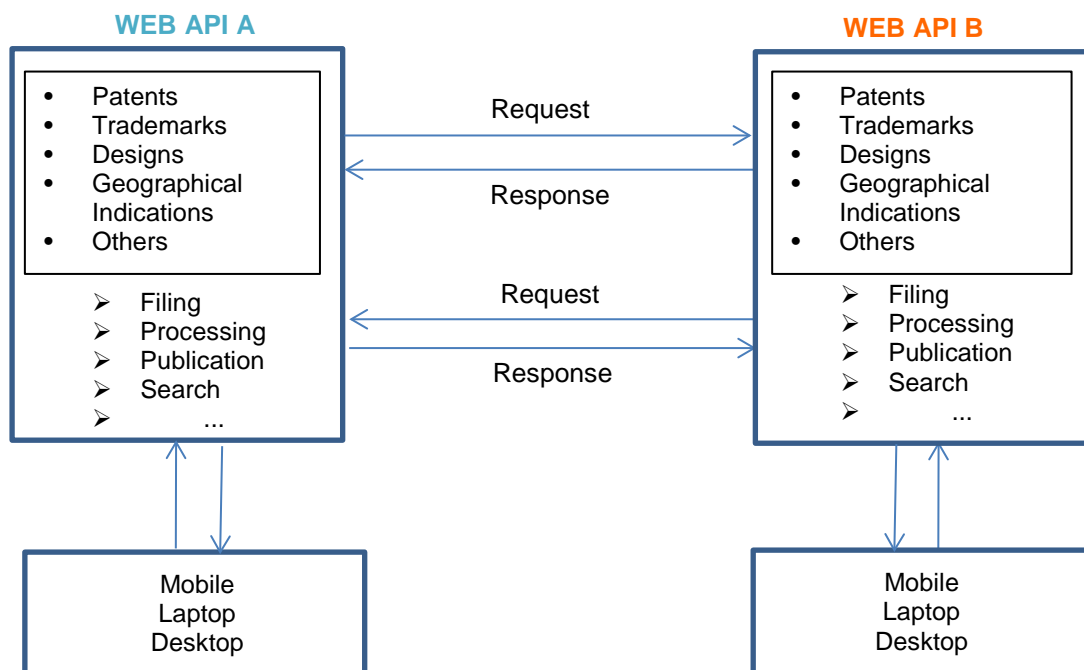 WEB API A
• Patents
• Trademarks
• Designs
• Geographical
Indications
• Others
➢ Filing
➢ Processing
➢ Publication
➢ Search
➢ ...
Request
Response
Request
Response
WEB API B
• Patents
• Trademarks
• Designs
• Geographical
Indications
• Others
➢ Filing
➢ Processing
➢ Publication
➢ Search
➢ ...
Mobile
Laptop
Desktop
Mobile
Laptop
Desktop